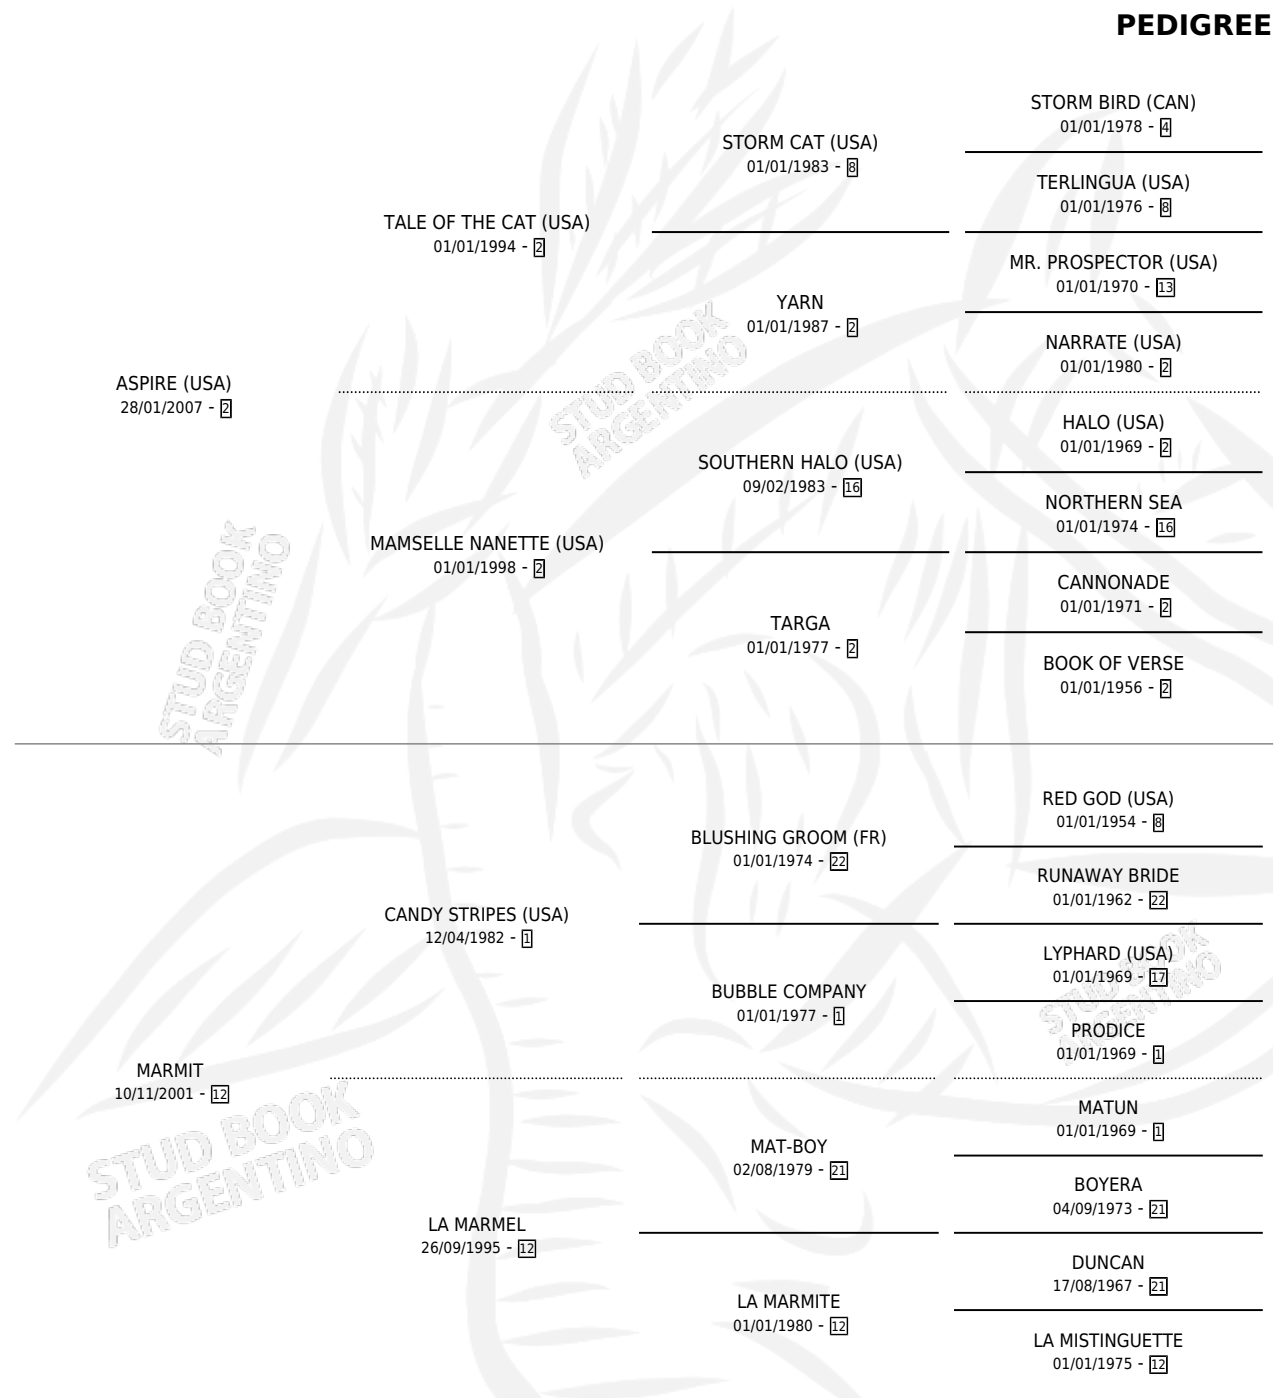 PEDIGREE
STORM BIRD (CAN)
01/01/1978 - 4
STORM CAT (USA)
01/01/1983 - 8
TERLINGUA (USA)
01/01/1976 - 8
TALE OF THE CAT (USA)
01/01/1994 - 2
MR. PROSPECTOR (USA)
01/01/1970 - 13
YARN
01/01/1987 - 2
NARRATE (USA)
01/01/1980 - 2
ASPIRE (USA)
28/01/2007 - 2
HALO (USA)
01/01/1969 - 2
SOUTHERN HALO (USA)
09/02/1983 - 16
NORTHERN SEA
01/01/1974 - 16
MAMSELLE NANETTE (USA)
01/01/1998 - 2
CANNONADE
01/01/1971 - 2
TARGA
01/01/1977 - 2
BOOK OF VERSE
01/01/1956 - 2
STUD BOOK
ARGENTINO
STUD BOOK
ARGENTINO
RED GOD (USA)
01/01/1954 - 8
BLUSHING GROOM (FR)
01/01/1974 - 22
RUNAWAY BRIDE
01/01/1962 - 22
CANDY STRIPES (USA)
12/04/1982 - 1
LYPHARD (USA)
01/01/1969 - 17
BUBBLE COMPANY
01/01/1977 - 1
PRODICE
01/01/1969 - 1
STUD BOOK
ARGENTINO
MARMIT
10/11/2001 - 12
MATUN
01/01/1969 - 1
MAT-BOY
02/08/1979 - 21
BOYERA
04/09/1973 - 21
STUD BOOK
ARGENTINO
LA MARMEL
26/09/1995 - 12
DUNCAN
17/08/1967 - 21
LA MARMITE
01/01/1980 - 12
LA MISTINGUETTE
01/01/1975 - 12